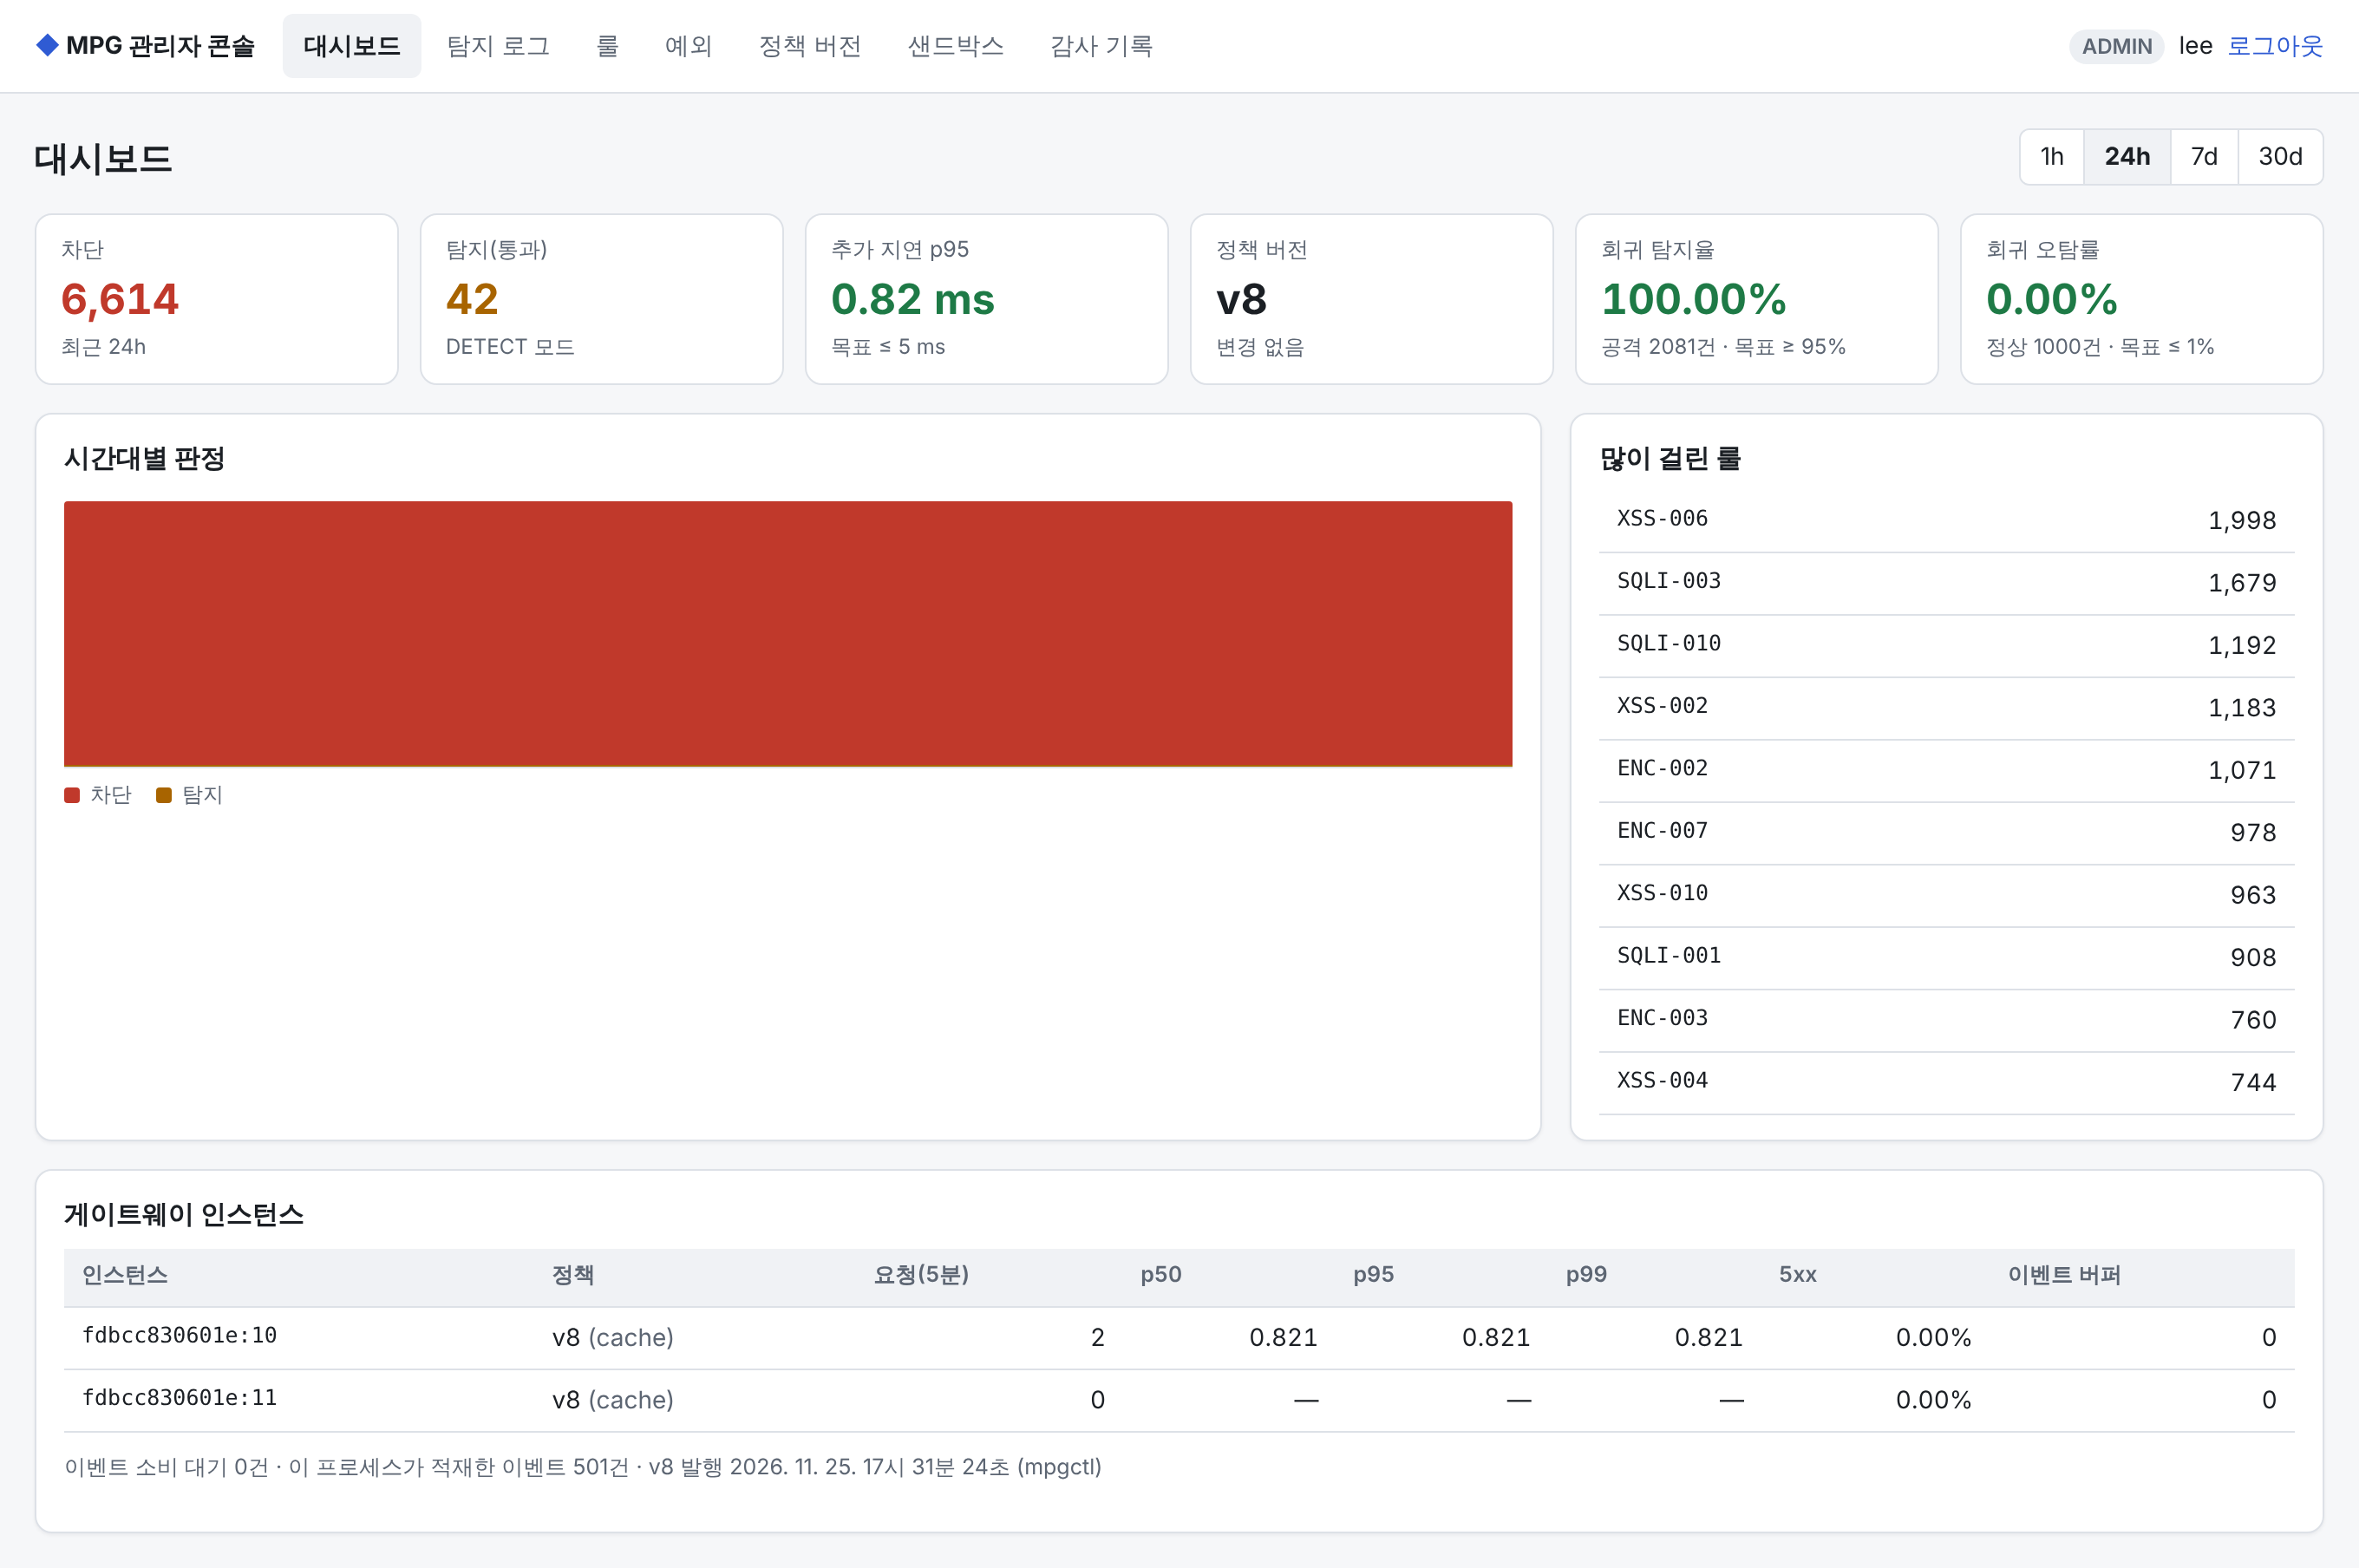 MPG 관리자 콘솔 대시보드 탐지 로그 룰 예외 정책 버전 샌드박스 감사 기록 ADMIN lee 로그아웃
대시보드 1h 24h 7d 30d
차단
6,614
최근 24h
탐지(통과)
42
DETECT 모드
추가 지연 p95
0.82 ms
목표 ≤ 5 ms
정책 버전
v8
변경 없음
회귀 탐지율
100.00%
공격 2081건 · 목표 ≥ 95%
회귀 오탐률
0.00%
정상 1000건 · 목표 ≤ 1%
시간대별 판정
차단 탐지
많이 걸린 룰
XSS-006 1,998
SQLI-003 1,679
SQLI-010 1,192
XSS-002 1,183
ENC-002 1,071
ENC-007 978
XSS-010 963
SQLI-001 908
ENC-003 760
XSS-004 744
게이트웨이 인스턴스
인스턴스 정책 요청(5분) p50 p95 p99 5xx 이벤트 버퍼
fdbcc830601e:10 v8 (cache) 2 0.821 0.821 0.821 0.00% 0
fdbcc830601e:11 v8 (cache) 0 — — — 0.00% 0
이벤트 소비 대기 0건 · 이 프로세스가 적재한 이벤트 501건 · v8 발행 2026. 11. 25. 17시 31분 24초 (mpgctl)